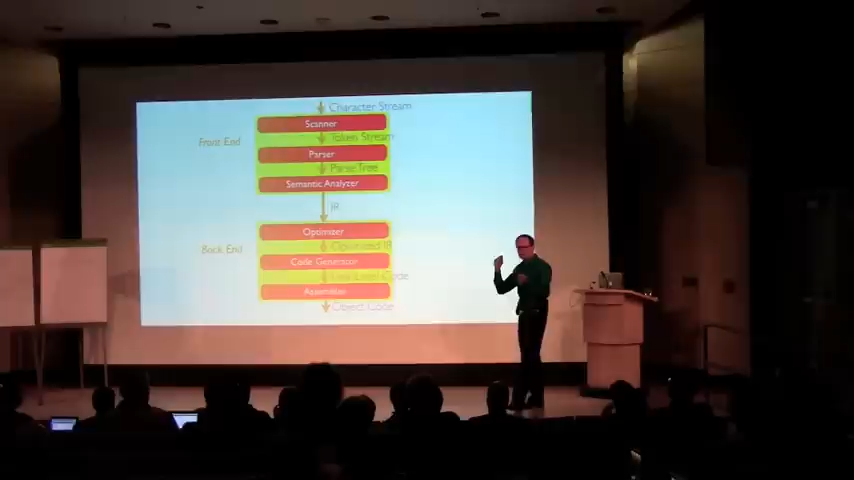 Character Stream
Scanner
Front End
Token Stream
Parser
Parse Tree
Semantic Analyzer
IR
Optimizer
Back End
Optimized IR
Code Generator
Low Level Code
Assembler
Object Code